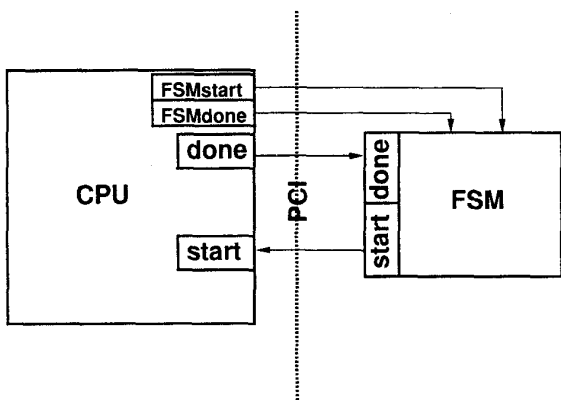 FSMstart
FSMdone
done
CPU
start
PCI
done
start
FSM